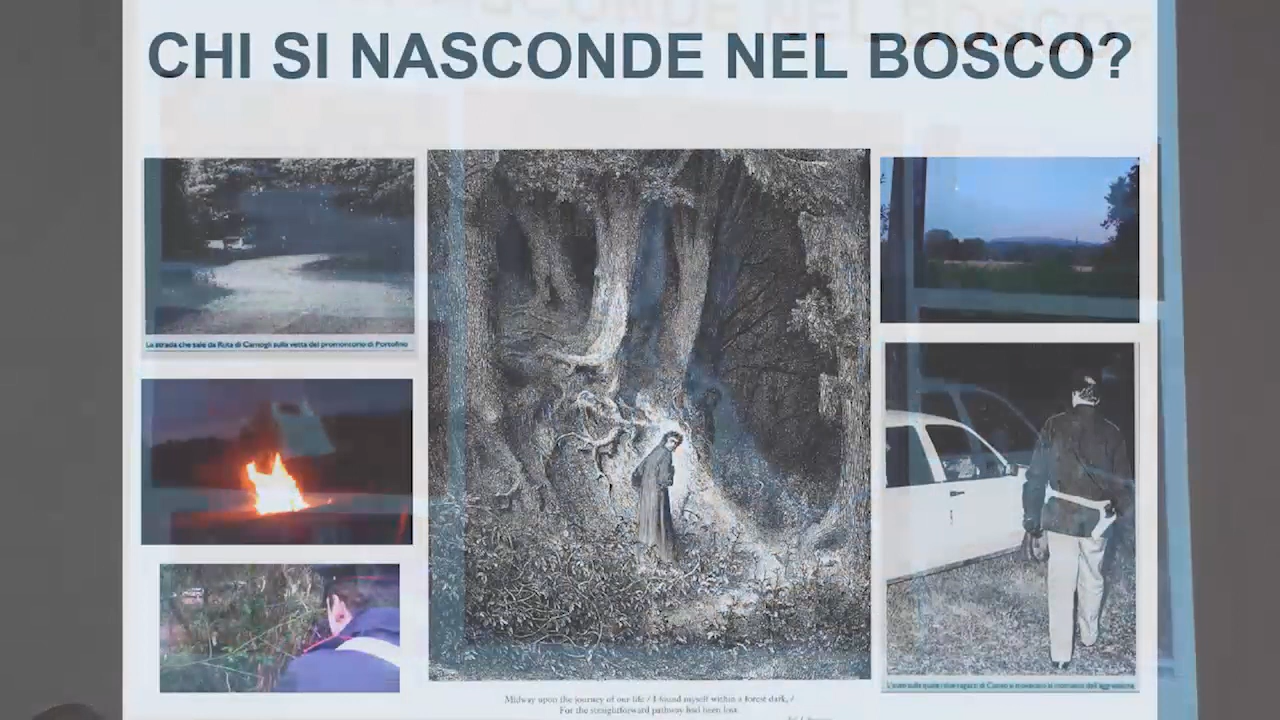 CHI SI NASCONDE NEL BOSCO?
La strada che sale da Ruta di Camogli sulla vetta del promontorio di Portofino
Midway upon the journey of our life / I found myself within a forest dark, /
For the straightforward pathway had been lost.